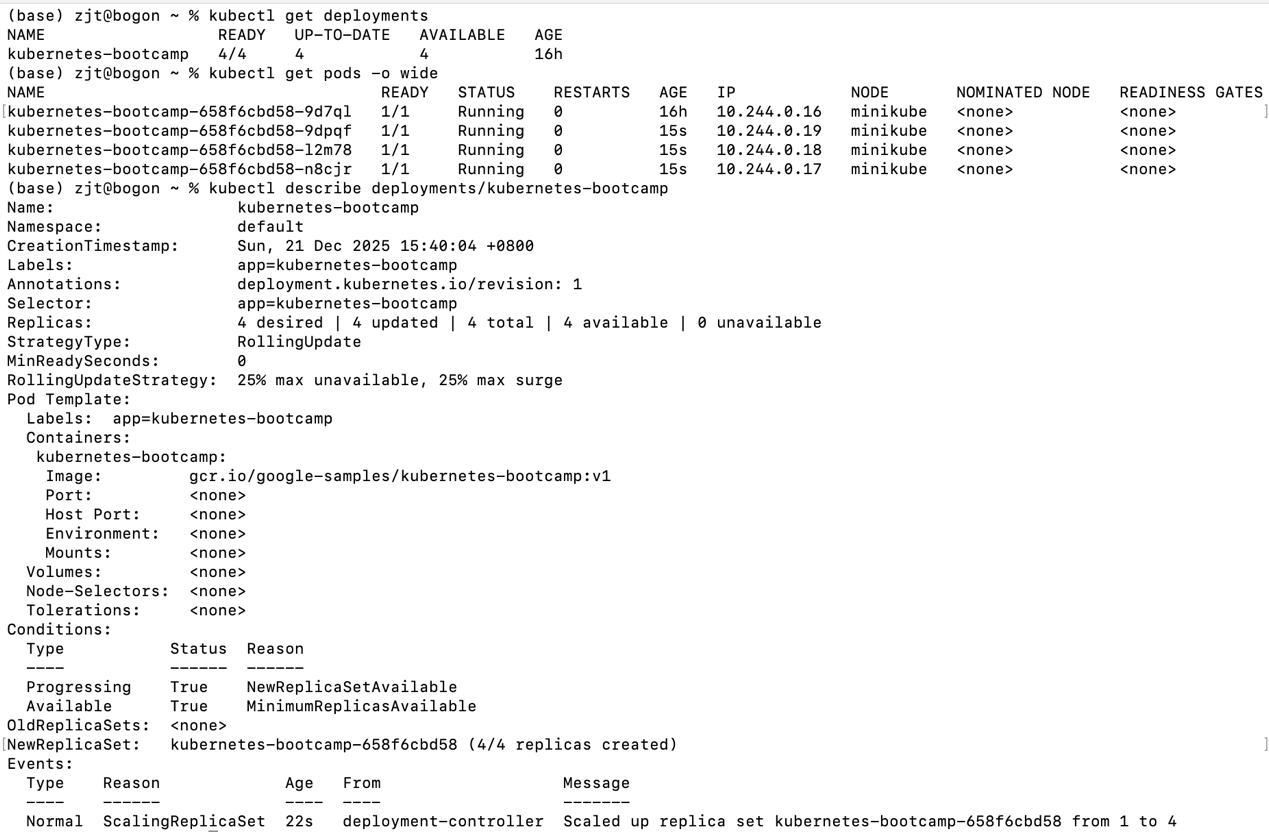 (base) zjt@bogon ~ % kubectl get deployments
NAME                  READY   UP-TO-DATE   AVAILABLE   AGE
kubernetes-bootcamp   4/4     4            4           16h
(base) zjt@bogon ~ % kubectl get pods -o wide
NAME                                   READY   STATUS    RESTARTS   AGE   IP            NODE       NOMINATED NODE   READINESS GATES
kubernetes-bootcamp-658f6cbd58-9d7ql   1/1     Running   0          16h   10.244.0.16   minikube   <none>           <none>
kubernetes-bootcamp-658f6cbd58-9dpqf   1/1     Running   0          15s   10.244.0.19   minikube   <none>           <none>
kubernetes-bootcamp-658f6cbd58-l2m78   1/1     Running   0          15s   10.244.0.18   minikube   <none>           <none>
kubernetes-bootcamp-658f6cbd58-n8cjr   1/1     Running   0          15s   10.244.0.17   minikube   <none>           <none>
(base) zjt@bogon ~ % kubectl describe deployments/kubernetes-bootcamp
Name:                   kubernetes-bootcamp
Namespace:              default
CreationTimestamp:      Sun, 21 Dec 2025 15:40:04 +0800
Labels:                 app=kubernetes-bootcamp
Annotations:            deployment.kubernetes.io/revision: 1
Selector:               app=kubernetes-bootcamp
Replicas:               4 desired | 4 updated | 4 total | 4 available | 0 unavailable
StrategyType:           RollingUpdate
MinReadySeconds:        0
RollingUpdateStrategy:  25% max unavailable, 25% max surge
Pod Template:
  Labels:  app=kubernetes-bootcamp
  Containers:
   kubernetes-bootcamp:
    Image:         gcr.io/google-samples/kubernetes-bootcamp:v1
    Port:          <none>
    Host Port:     <none>
    Environment:   <none>
    Mounts:        <none>
  Volumes:         <none>
  Node-Selectors:  <none>
  Tolerations:     <none>
Conditions:
  Type           Status  Reason
  ----           ------  ------
  Progressing    True    NewReplicaSetAvailable
  Available      True    MinimumReplicasAvailable
OldReplicaSets:  <none>
NewReplicaSet:   kubernetes-bootcamp-658f6cbd58 (4/4 replicas created)
Events:
  Type    Reason             Age   From                   Message
  ----    ------             ----  ----                   -------
  Normal  ScalingReplicaSet  22s   deployment-controller  Scaled up replica set kubernetes-bootcamp-658f6cbd58 from 1 to 4